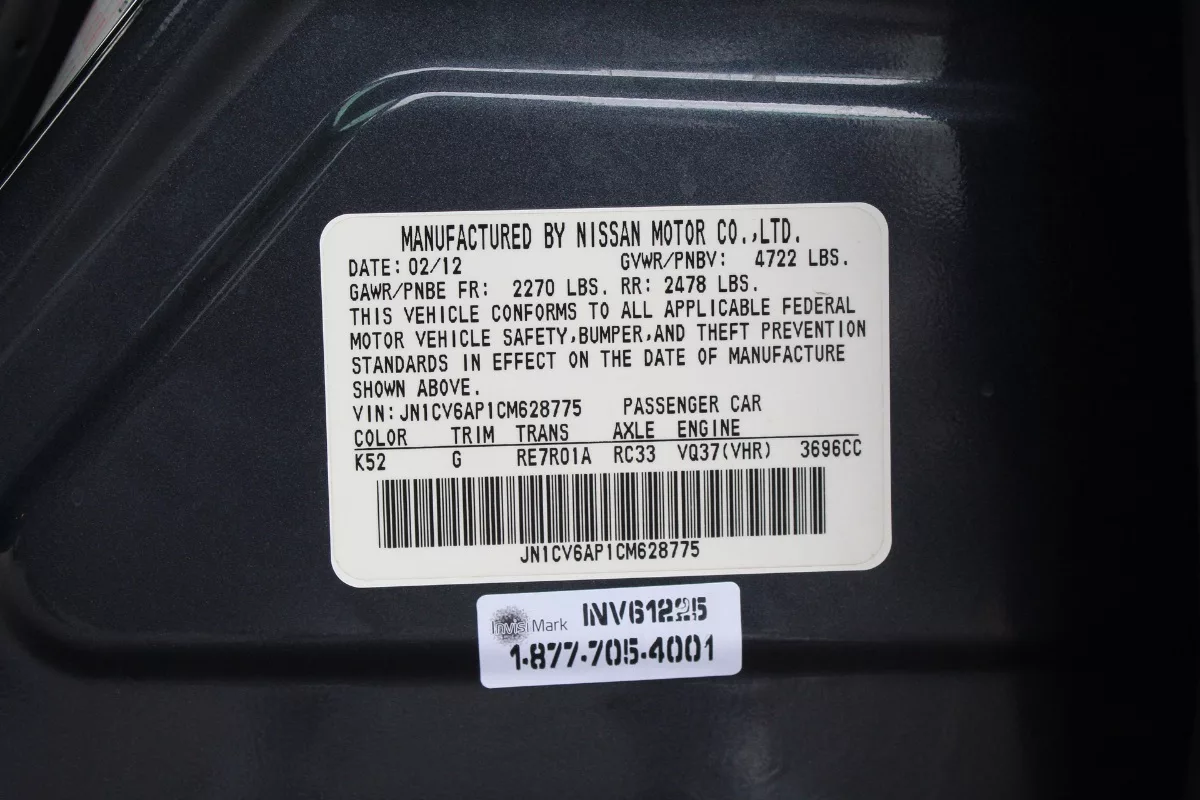 MANUFACTURED BY NISSAN MOTOR CO.,LTD.
DATE: 02/12 GVWR/PNBV: 4722 LBS.
GAWR/PNBE FR: 2270 LBS. RR: 2478 LBS.
THIS VEHICLE CONFORMS TO ALL APPLICABLE FEDERAL
MOTOR VEHICLE SAFETY,BUMPER,AND THEFT PREVENTION
STANDARDS IN EFFECT ON THE DATE OF MANUFACTURE
SHOWN ABOVE.
VIN: JN1CV6AP1CM628775 PASSENGER CAR
COLOR TRIM TRANS AXLE ENGINE
K52 G RE7R01A RC33 VQ37(VHR) 3696CC
JN1CV6AP1CM628775
InVisiMark INV61225
1-877-705-4001